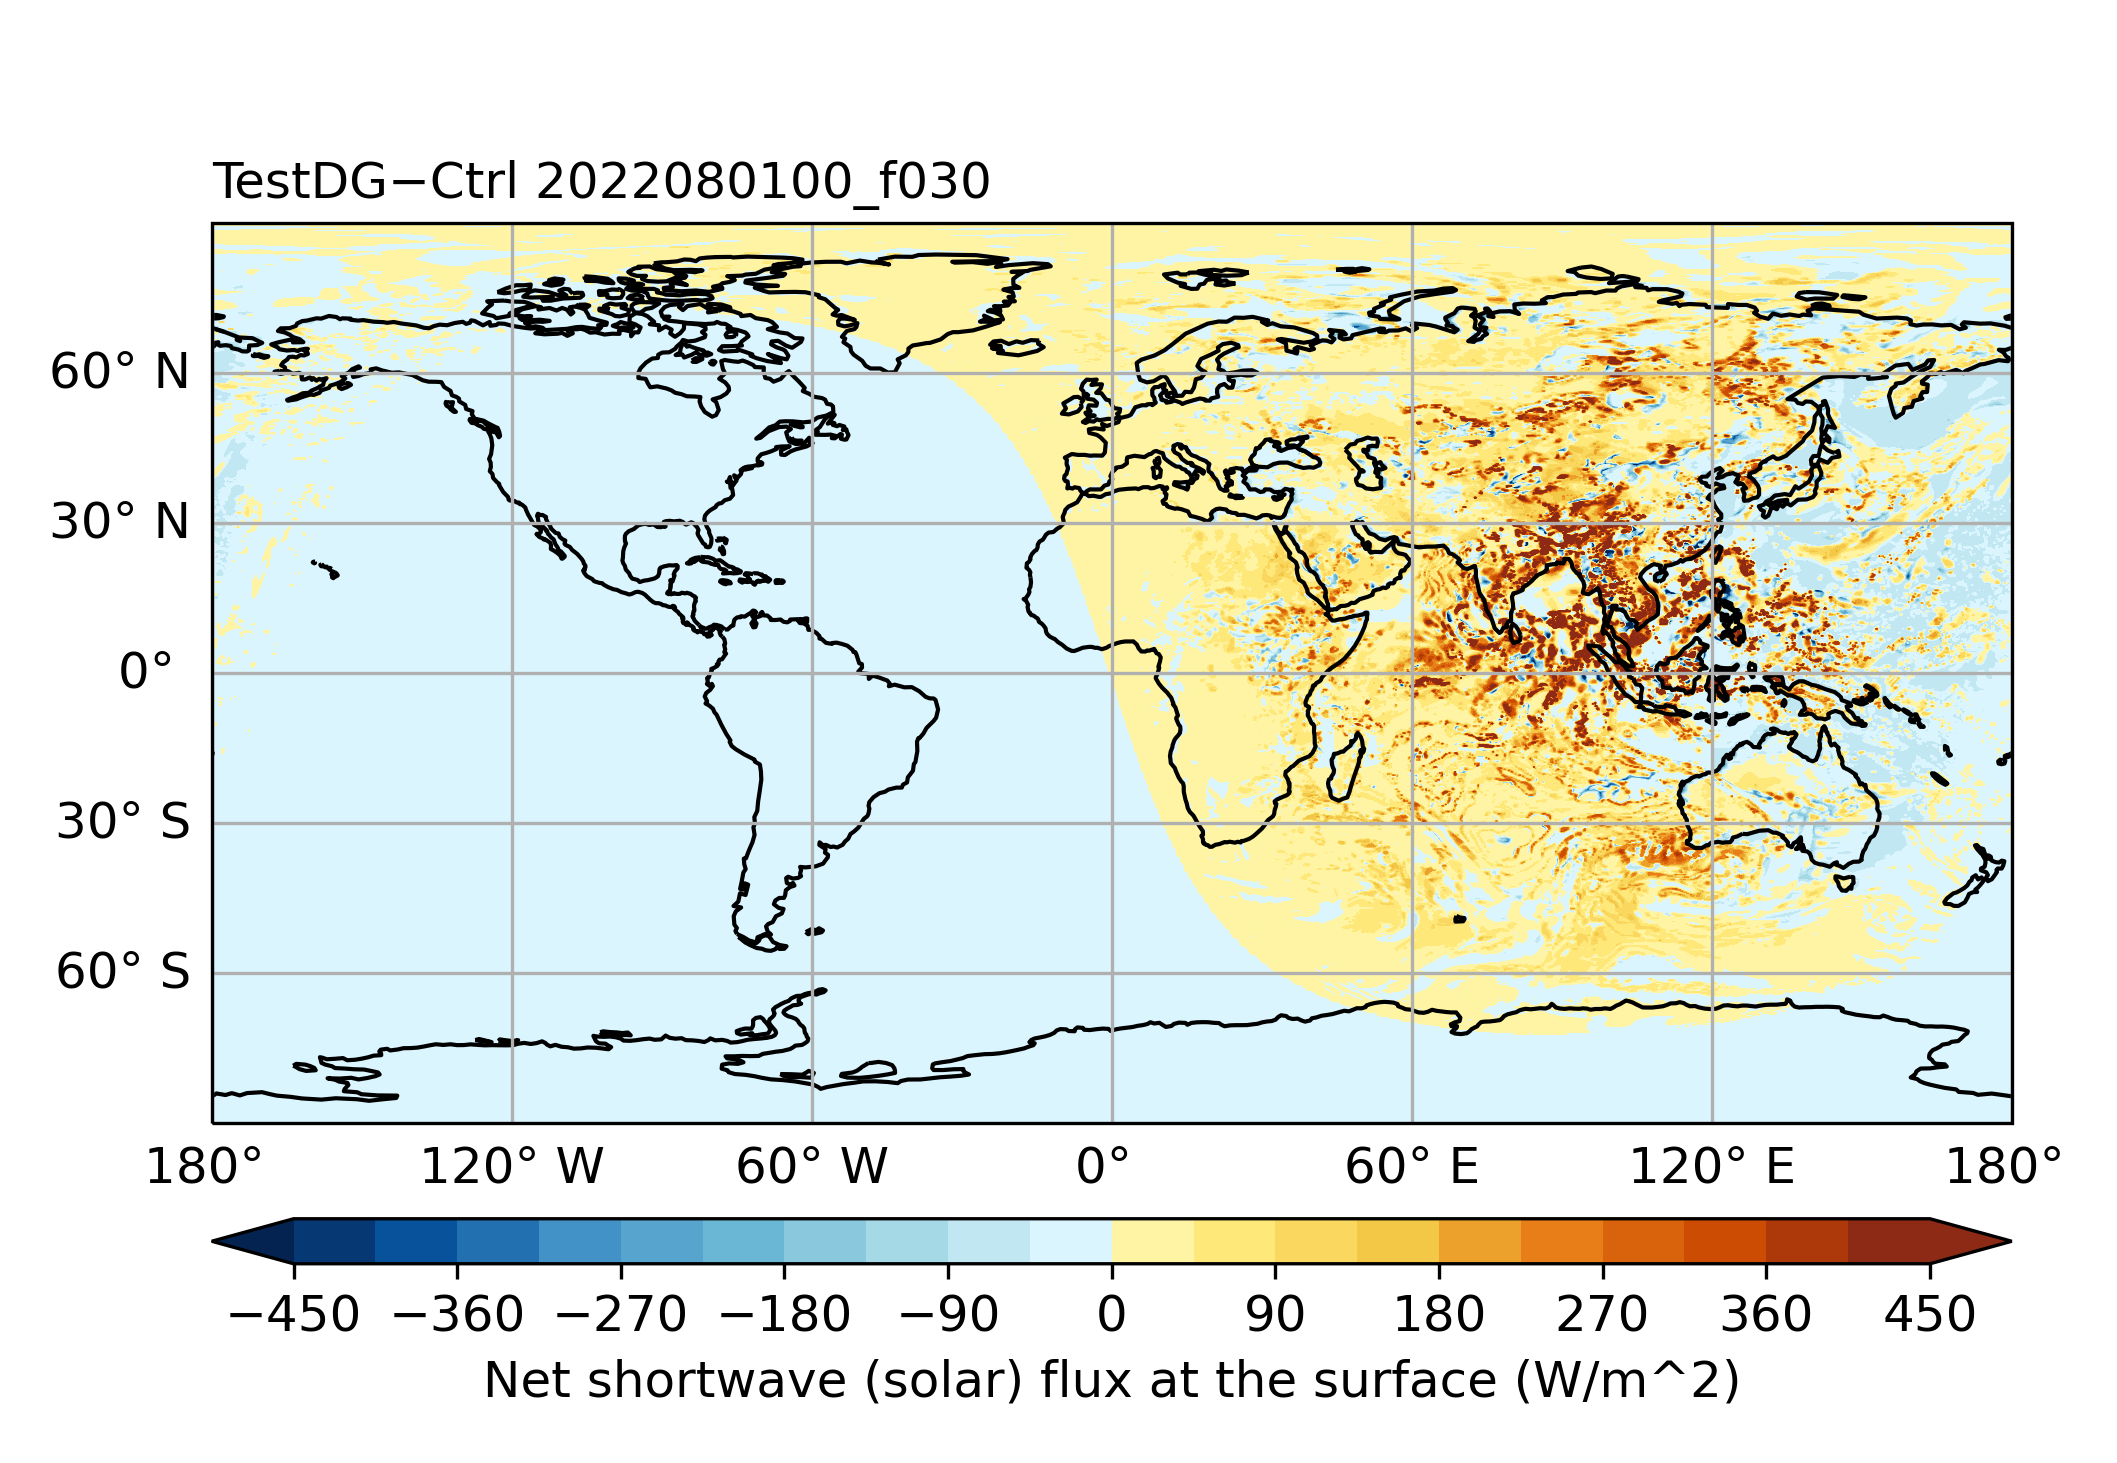 TestDG−Ctrl 2022080100_f030
60° N
30° N
0°
30° S
60° S
180° 120° W 60° W 0° 60° E 120° E 180°
−450 −360 −270 −180 −90 0 90 180 270 360 450
Net shortwave (solar) flux at the surface (W/m^2)